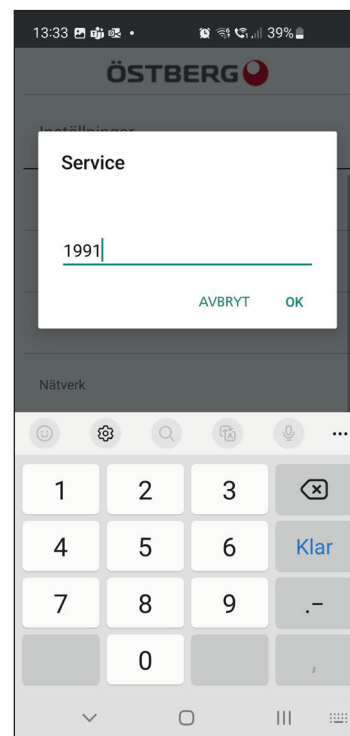 13:33 39%
ÖSTBERG
Inställningar
Service
1991
AVBRYT OK
Nätverk
1 2 3
4 5 6 Klar
7 8 9 .–
0 ,